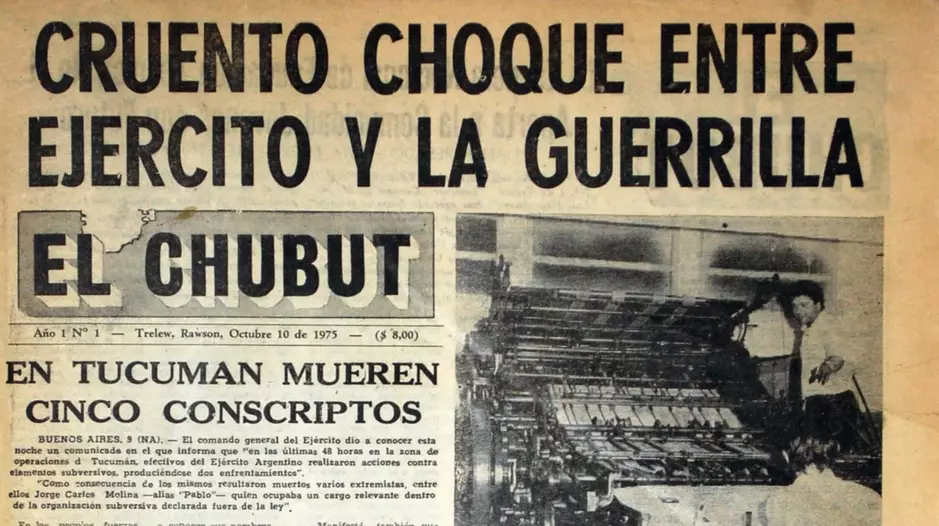 CRUENTO CHOQUE ENTRE
EJERCITO Y LA GUERRILLA
EL CHUBUT
Año 1 Nº 1 — Trelew, Rawson, Octubre 10 de 1975 — ($ 8,00)
EN TUCUMAN MUEREN
CINCO CONSCRIPTOS
BUENOS AIRES, 9 (NA). — El comando general del Ejército dio a conocer esta
noche un comunicado en el que informa que "en las últimas 48 horas en la zona de
operaciones d Tucumán, efectivos del Ejército Argentino realizaron acciones contra
elementos subversivos, produciéndose dos enfrentamientos".
"Como consecuencia de los mismos resultaron muertos varios extremistas, entre
ellos Jorge Carlos Molina —alias "Pablo"— quien ocupaba un cargo relevante dentro
de la organización subversiva declarada fuera de la ley".